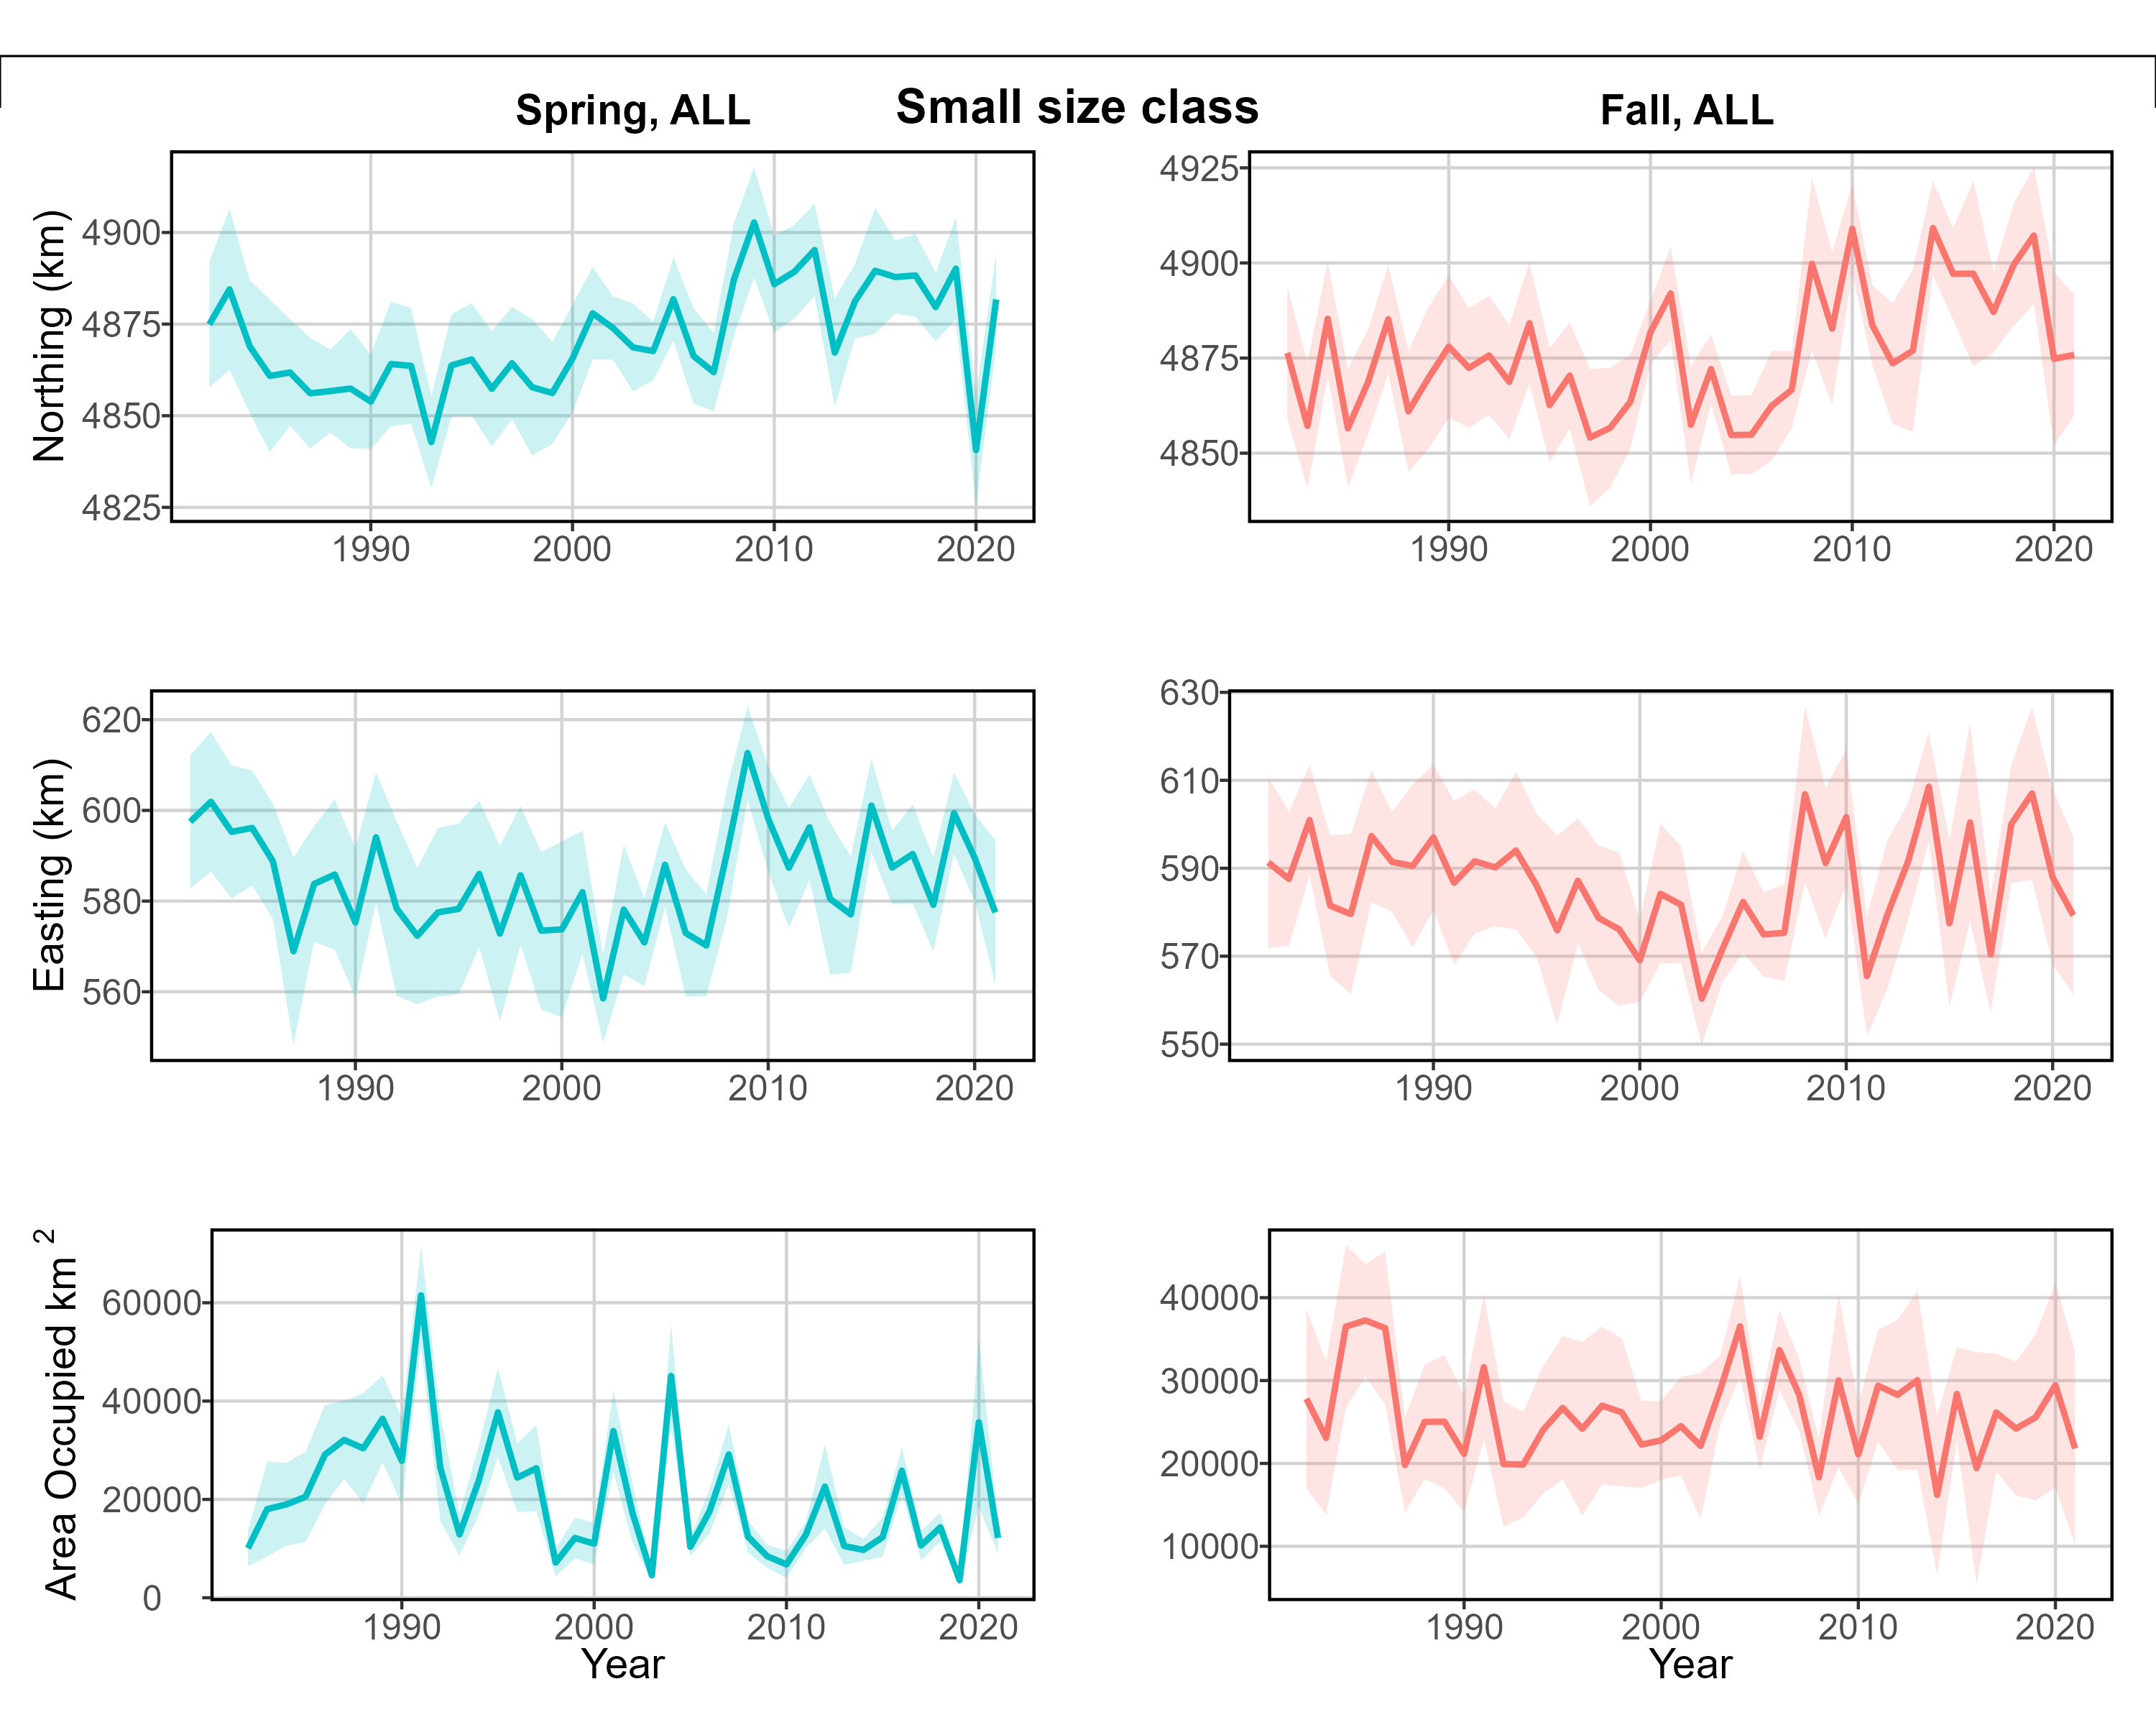 Small size class
Spring, ALL
Fall, ALL
Northing (km)
4900
4875
4850
4825
1990 2000 2010 2020
4925
4900
4875
4850
1990 2000 2010 2020
Easting (km)
620
600
580
560
1990 2000 2010 2020
630
610
590
570
550
1990 2000 2010 2020
Area Occupied km 2
60000
40000
20000
0
1990 2000 2010 2020
Year
40000
30000
20000
10000
1990 2000 2010 2020
Year